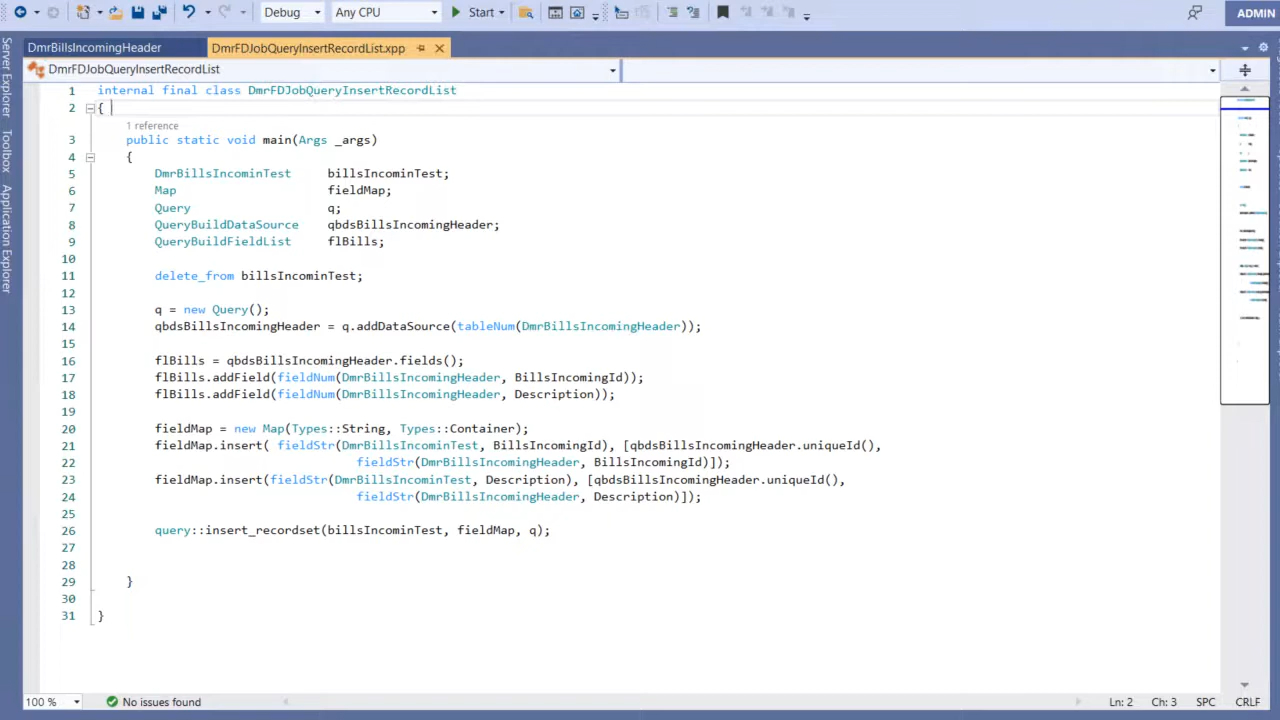 Debug Any CPU Start ADMIN
DmrBillsIncomingHeader DmrFDJobQueryInsertRecordList.xpp
DmrFDJobQueryInsertRecordList
Server Explorer
Toolbox
Application Explorer
1 internal final class DmrFDJobQueryInsertRecordList
2 {
1 reference
3 public static void main(Args _args)
4 {
5 DmrBillsIncominTest billsIncominTest;
6 Map fieldMap;
7 Query q;
8 QueryBuildDataSource qbdsBillsIncomingHeader;
9 QueryBuildFieldList flBills;
10
11 delete_from billsIncominTest;
12
13 q = new Query();
14 qbdsBillsIncomingHeader = q.addDataSource(tableNum(DmrBillsIncomingHeader));
15
16 flBills = qbdsBillsIncomingHeader.fields();
17 flBills.addField(fieldNum(DmrBillsIncomingHeader, BillsIncomingId));
18 flBills.addField(fieldNum(DmrBillsIncomingHeader, Description));
19
20 fieldMap = new Map(Types::String, Types::Container);
21 fieldMap.insert( fieldStr(DmrBillsIncominTest, BillsIncomingId), [qbdsBillsIncomingHeader.uniqueId(),
22 fieldStr(DmrBillsIncomingHeader, BillsIncomingId)]);
23 fieldMap.insert(fieldStr(DmrBillsIncominTest, Description), [qbdsBillsIncomingHeader.uniqueId(),
24 fieldStr(DmrBillsIncomingHeader, Description)]);
25
26 query::insert_recordset(billsIncominTest, fieldMap, q);
27
28
29 }
30
31 }
100 % No issues found Ln: 2 Ch: 3 SPC CRLF